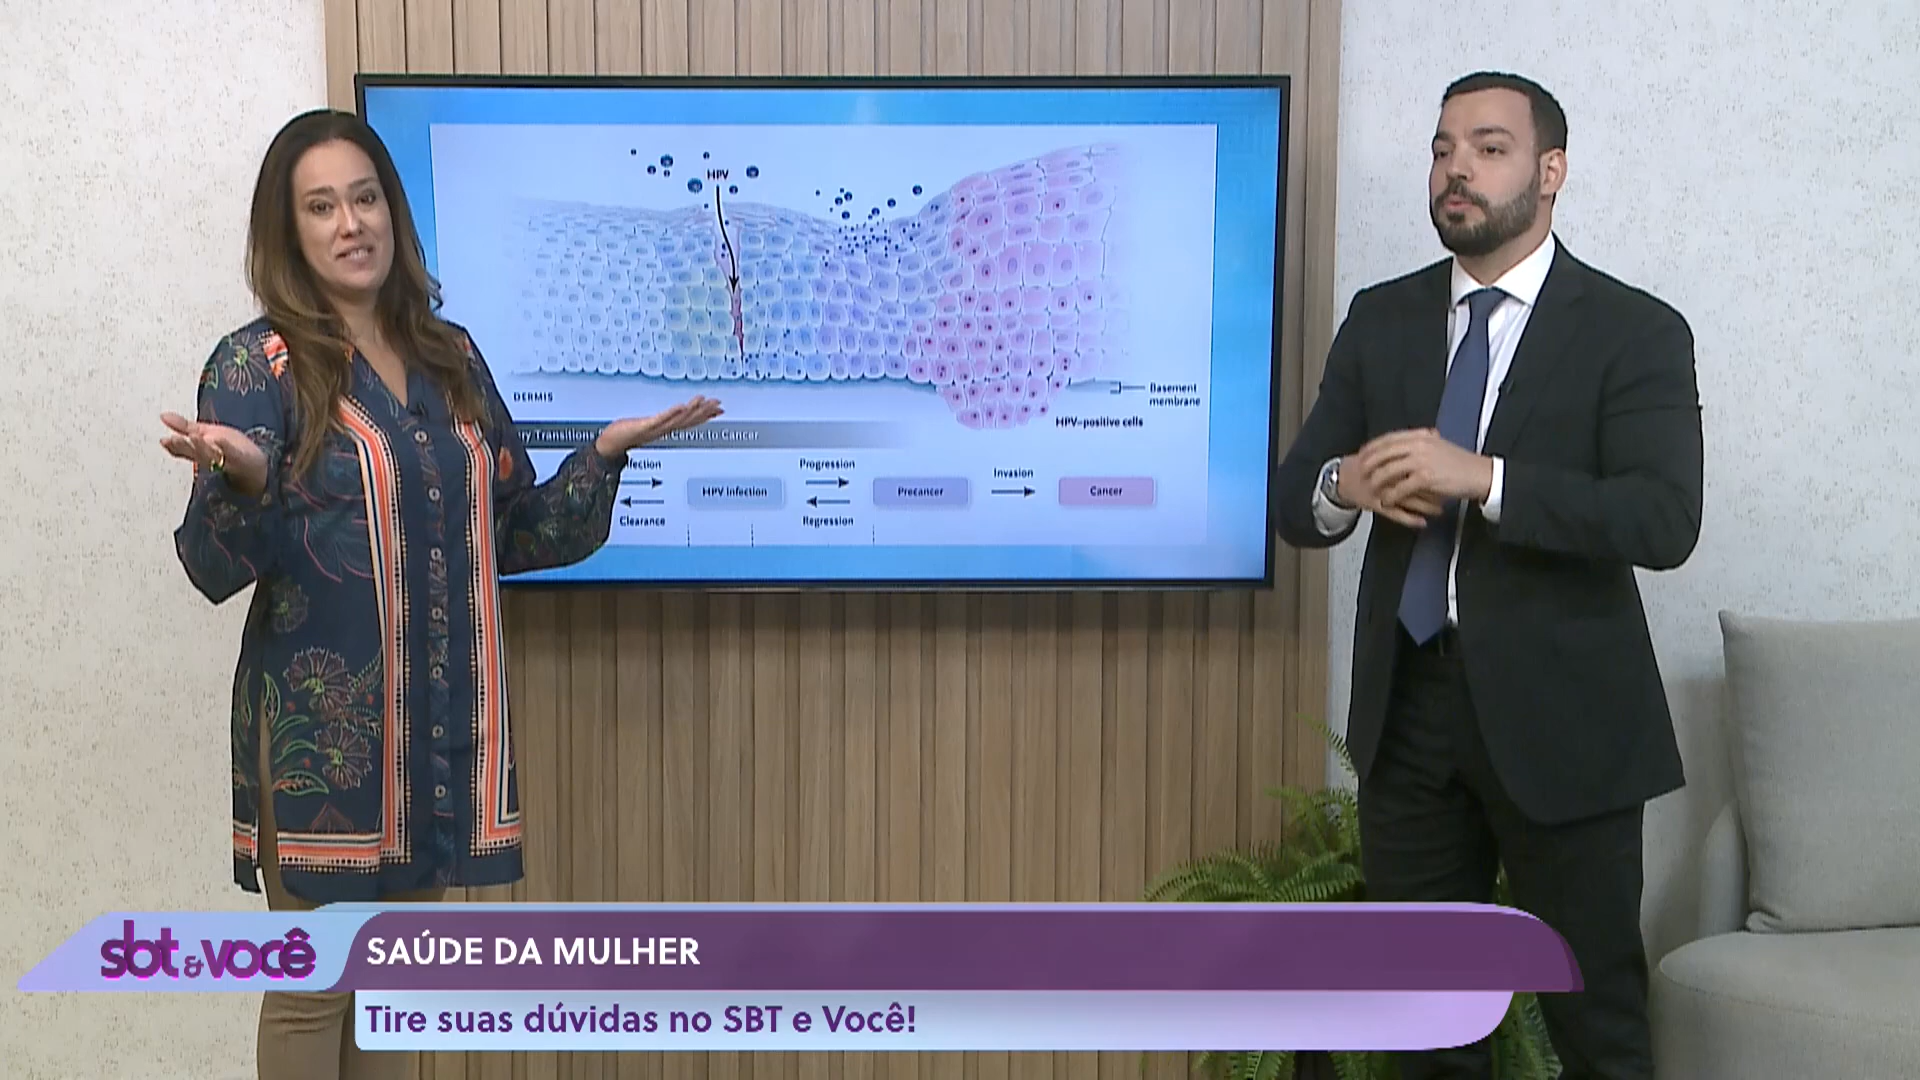 HPV
DERMIS
Basement
membrane
HPV-positive cells
Transitions
Cervix to Cancer
Progression
Invasion
HPV Infection
Precancer
Cancer
Clearance
Regression
sbt&você
SAÚDE DA MULHER
Tire suas dúvidas no SBT e Você!